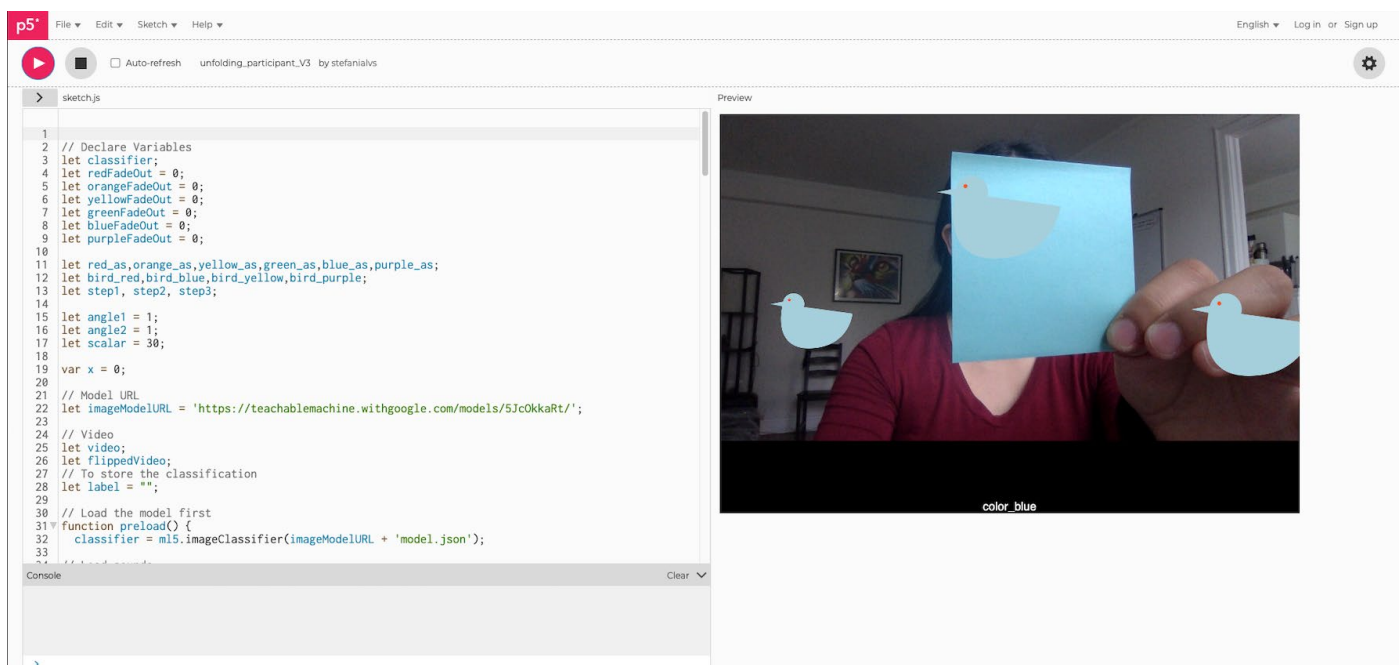 p5* File Edit Sketch Help English Log in or Sign up
Auto-refresh unfolding_participant_V3 by stefanialvs
> sketch.js Preview
1
2 // Declare Variables
3 let classifier;
4 let redFadeOut = 0;
5 let orangeFadeOut = 0;
6 let yellowFadeOut = 0;
7 let greenFadeOut = 0;
8 let blueFadeOut = 0;
9 let purpleFadeOut = 0;
10
11 let red_as,orange_as,yellow_as,green_as,blue_as,purple_as;
12 let bird_red,bird_blue,bird_yellow,bird_purple;
13 let step1, step2, step3;
14
15 let angle1 = 1;
16 let angle2 = 1;
17 let scalar = 30;
18
19 var x = 0;
20
21 // Model URL
22 let imageModelURL = 'https://teachablemachine.withgoogle.com/models/5JcOkkaRt/';
23
24 // Video
25 let video;
26 let flippedVideo;
27 // To store the classification
28 let label = "";
29
30 // Load the model first
31 function preload() {
32 classifier = ml5.imageClassifier(imageModelURL + 'model.json');
33
color_blue
Console Clear
>